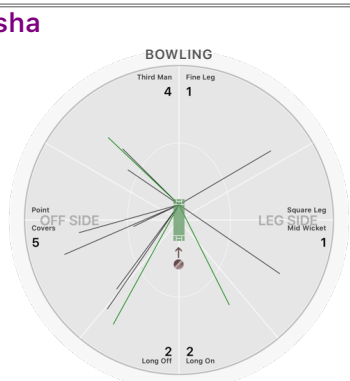 sha
BOWLING
Third Man Fine Leg
4 1
Point Square Leg
OFF SIDE LEG SIDE
Covers Mid Wicket
5 1
2 2
Long Off Long On